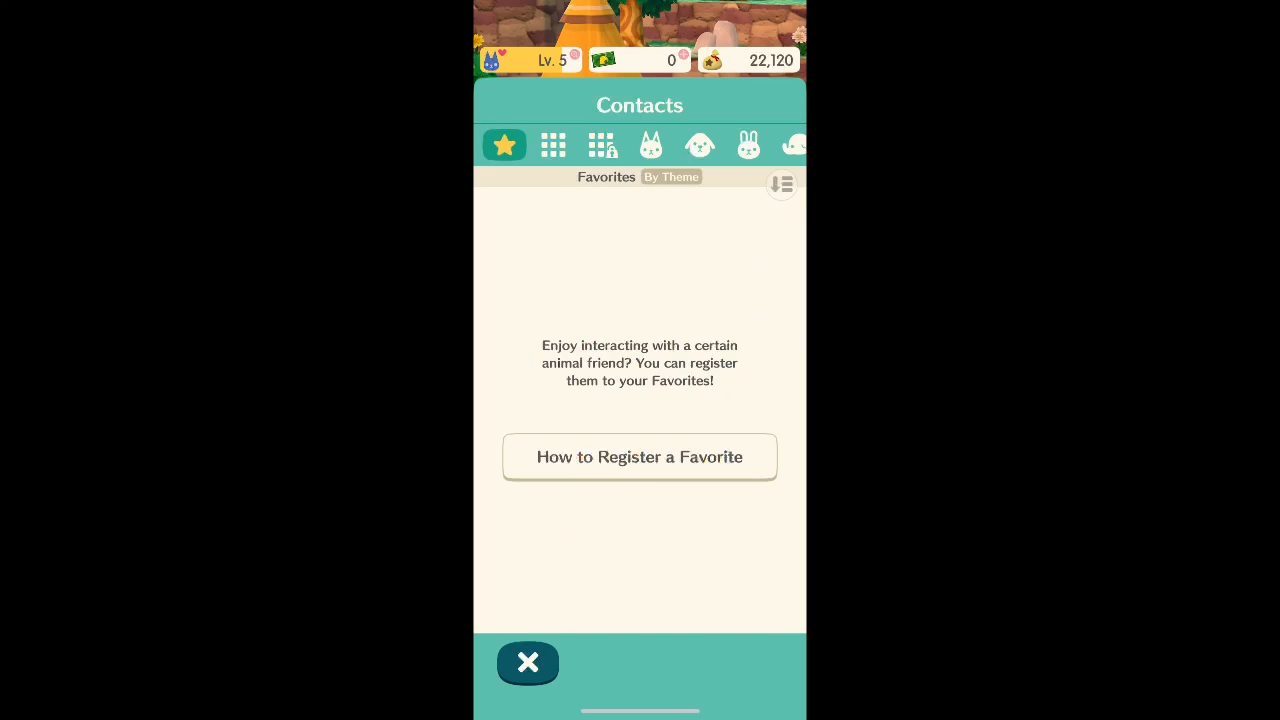 Lv. 5 0 22,120
Contacts
Favorites By Theme
Enjoy interacting with a certain
animal friend? You can register
them to your Favorites!
How to Register a Favorite